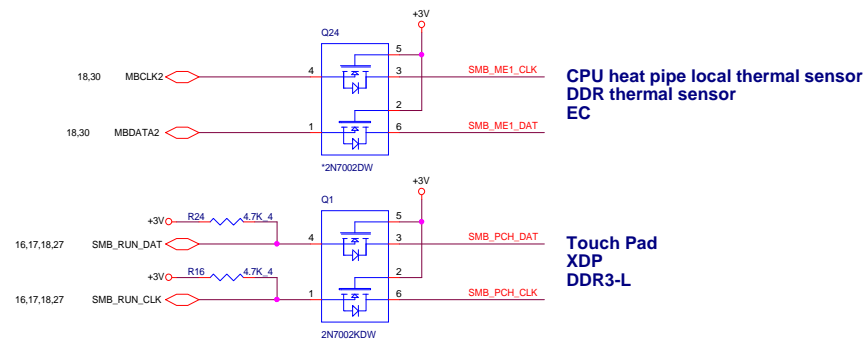 +3V
Q24
5
18,30 MBCLK2 4 3 SMB_ME1_CLK
CPU heat pipe local thermal sensor
DDR thermal sensor
EC
2
18,30 MBDATA2 1 6 SMB_ME1_DAT
*2N7002DW
+3V
Q1
+3V R24 4.7K_4
5
16,17,18,27 SMB_RUN_DAT 4 3 SMB_PCH_DAT
Touch Pad
XDP
DDR3-L
+3V R16 4.7K_4
2
16,17,18,27 SMB_RUN_CLK 1 6 SMB_PCH_CLK
2N7002KDW